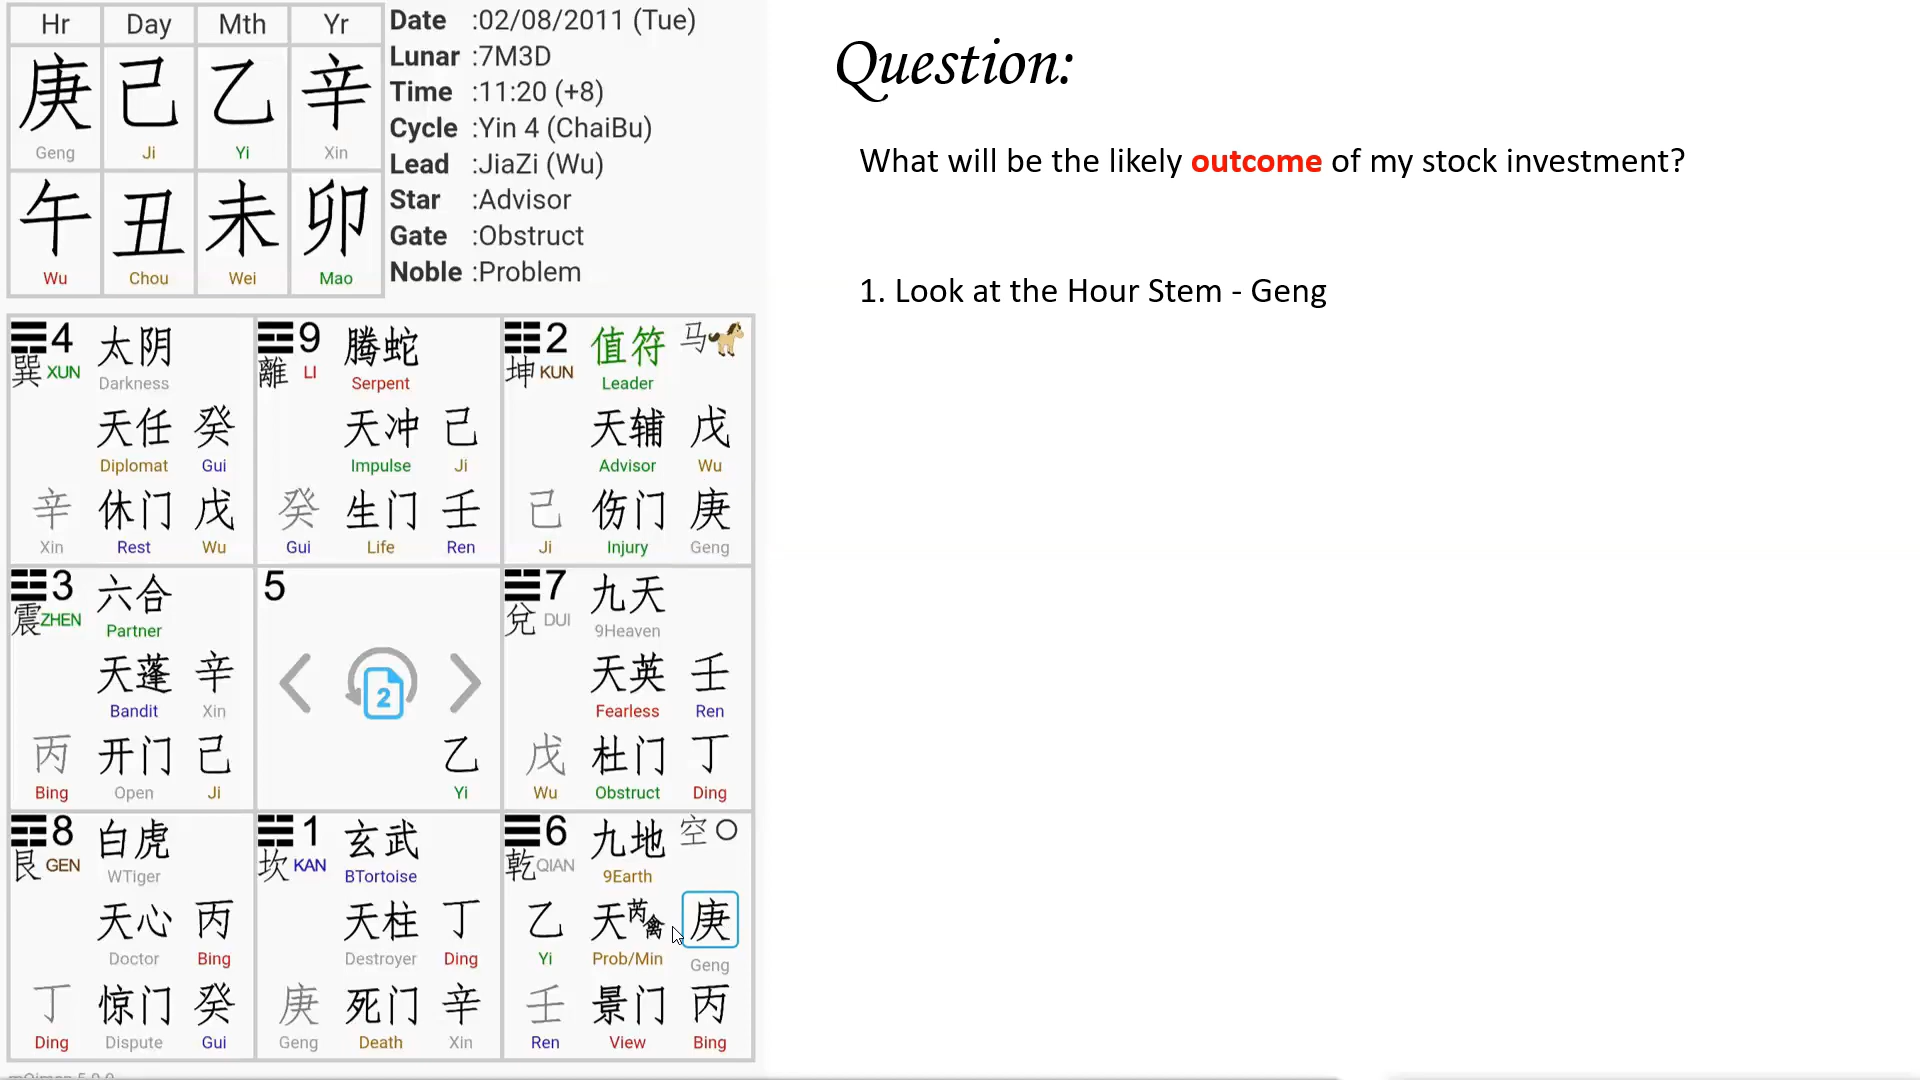 Hr Day Mth Yr
庚 己 乙 辛
Geng Ji Yi Xin
午 丑 未 卯
Wu Chou Wei Mao
Date :02/08/2011 (Tue)
Lunar :7M3D
Time :11:20 (+8)
Cycle :Yin 4 (ChaiBu)
Lead :JiaZi (Wu)
Star :Advisor
Gate :Obstruct
Noble :Problem
4 太阴
巽 XUN Darkness
天任 癸
Diplomat Gui
辛 休门 戊
Xin Rest Wu
9 腾蛇
離 LI Serpent
天冲 己
Impulse Ji
癸 生门 壬
Gui Life Ren
2 值符 马
坤 KUN Leader
天辅 戊
Advisor Wu
己 伤门 庚
Ji Injury Geng
3 六合
震 ZHEN Partner
天蓬 辛
Bandit Xin
丙 开门 己
Bing Open Ji
5
2
乙
Yi
7 九天
兌 DUI 9Heaven
天英 壬
Fearless Ren
戊 杜门 丁
Wu Obstruct Ding
8 白虎
艮 GEN WTiger
天心 丙
Doctor Bing
丁 惊门 癸
Ding Dispute Gui
1 玄武
坎 KAN BTortoise
天柱 丁
Destroyer Ding
庚 死门 辛
Geng Death Xin
6 九地 空
乾 QIAN 9Earth
乙 天芮禽 庚
Yi Prob/Min Geng
壬 景门 丙
Ren View Bing
Question:
What will be the likely outcome of my stock investment?
1. Look at the Hour Stem - Geng